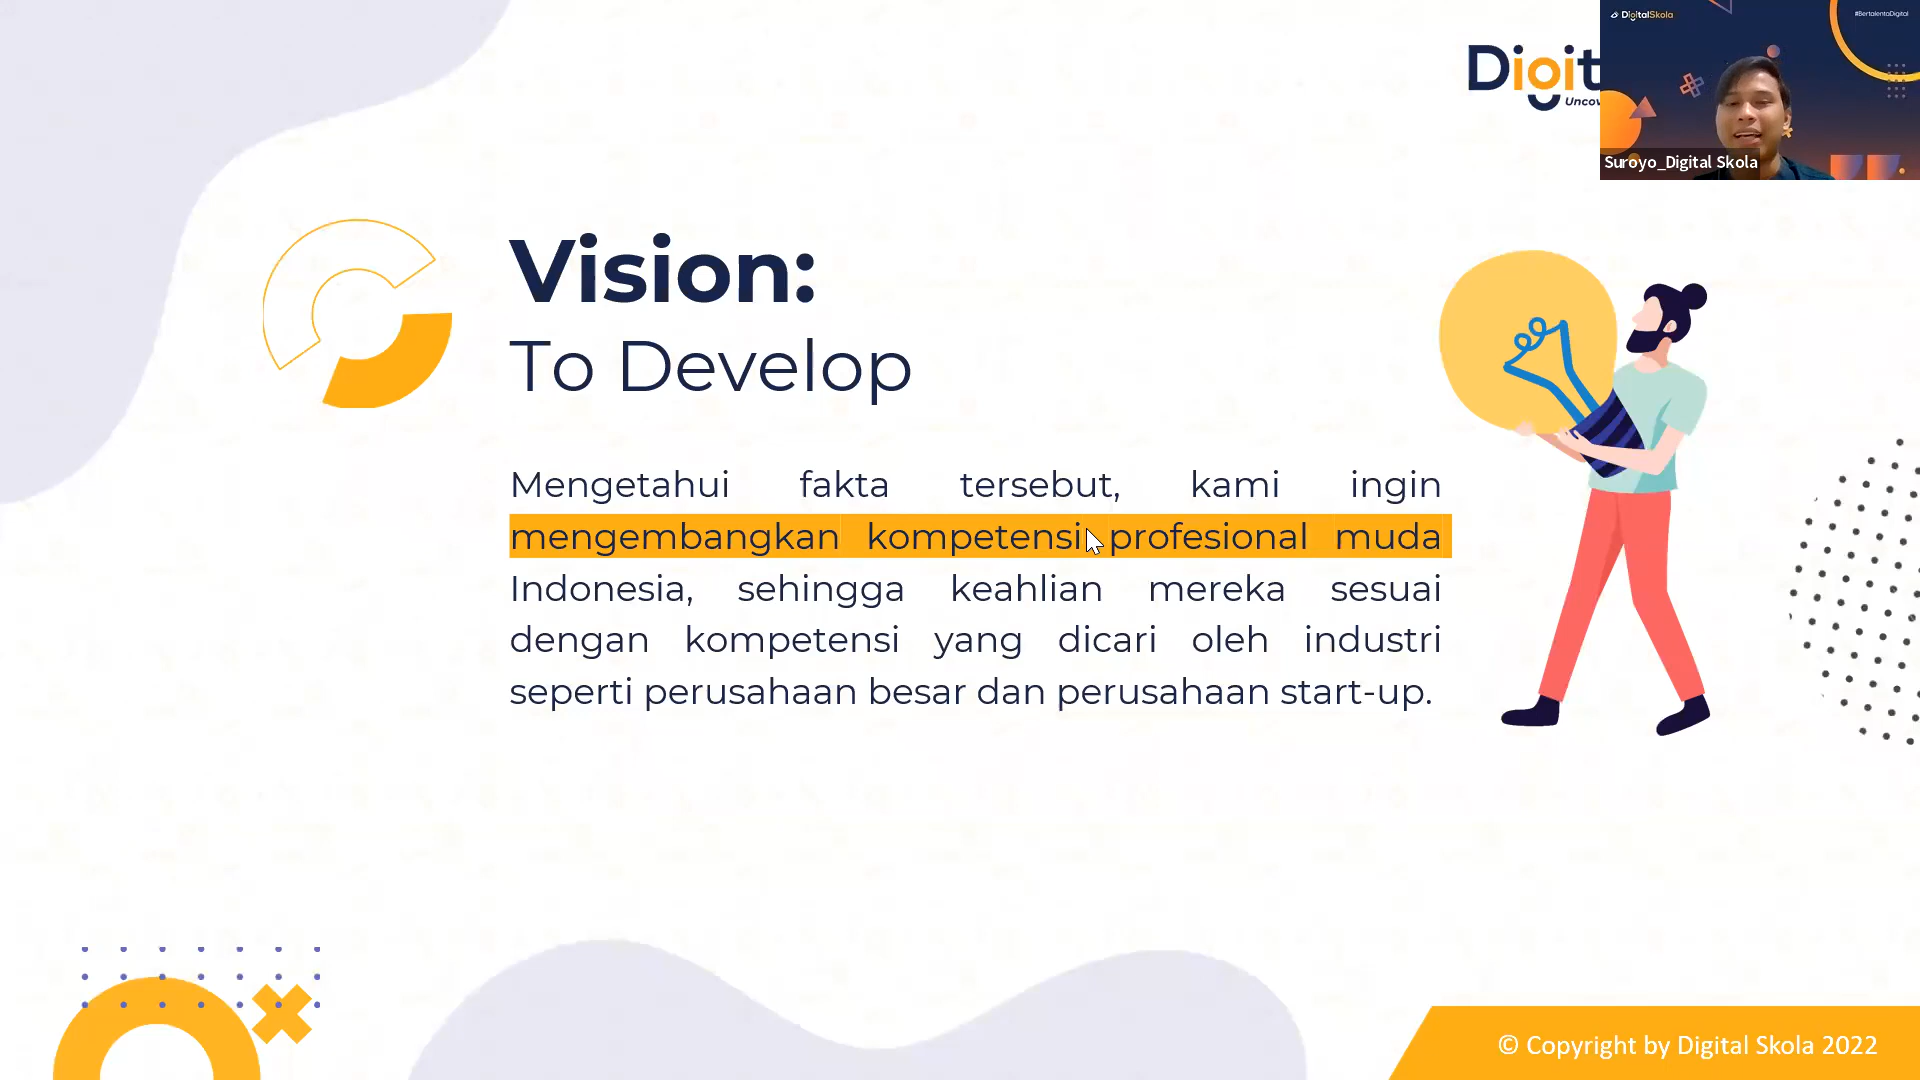 Digit
Uncov
DigitalSkola
#BertalentaDigital
Suroyo_Digital Skola
Vision:
To Develop
Mengetahui fakta tersebut, kami ingin
mengembangkan kompetensi profesional muda
Indonesia, sehingga keahlian mereka sesuai
dengan kompetensi yang dicari oleh industri
seperti perusahaan besar dan perusahaan start-up.
© Copyright by Digital Skola 2022